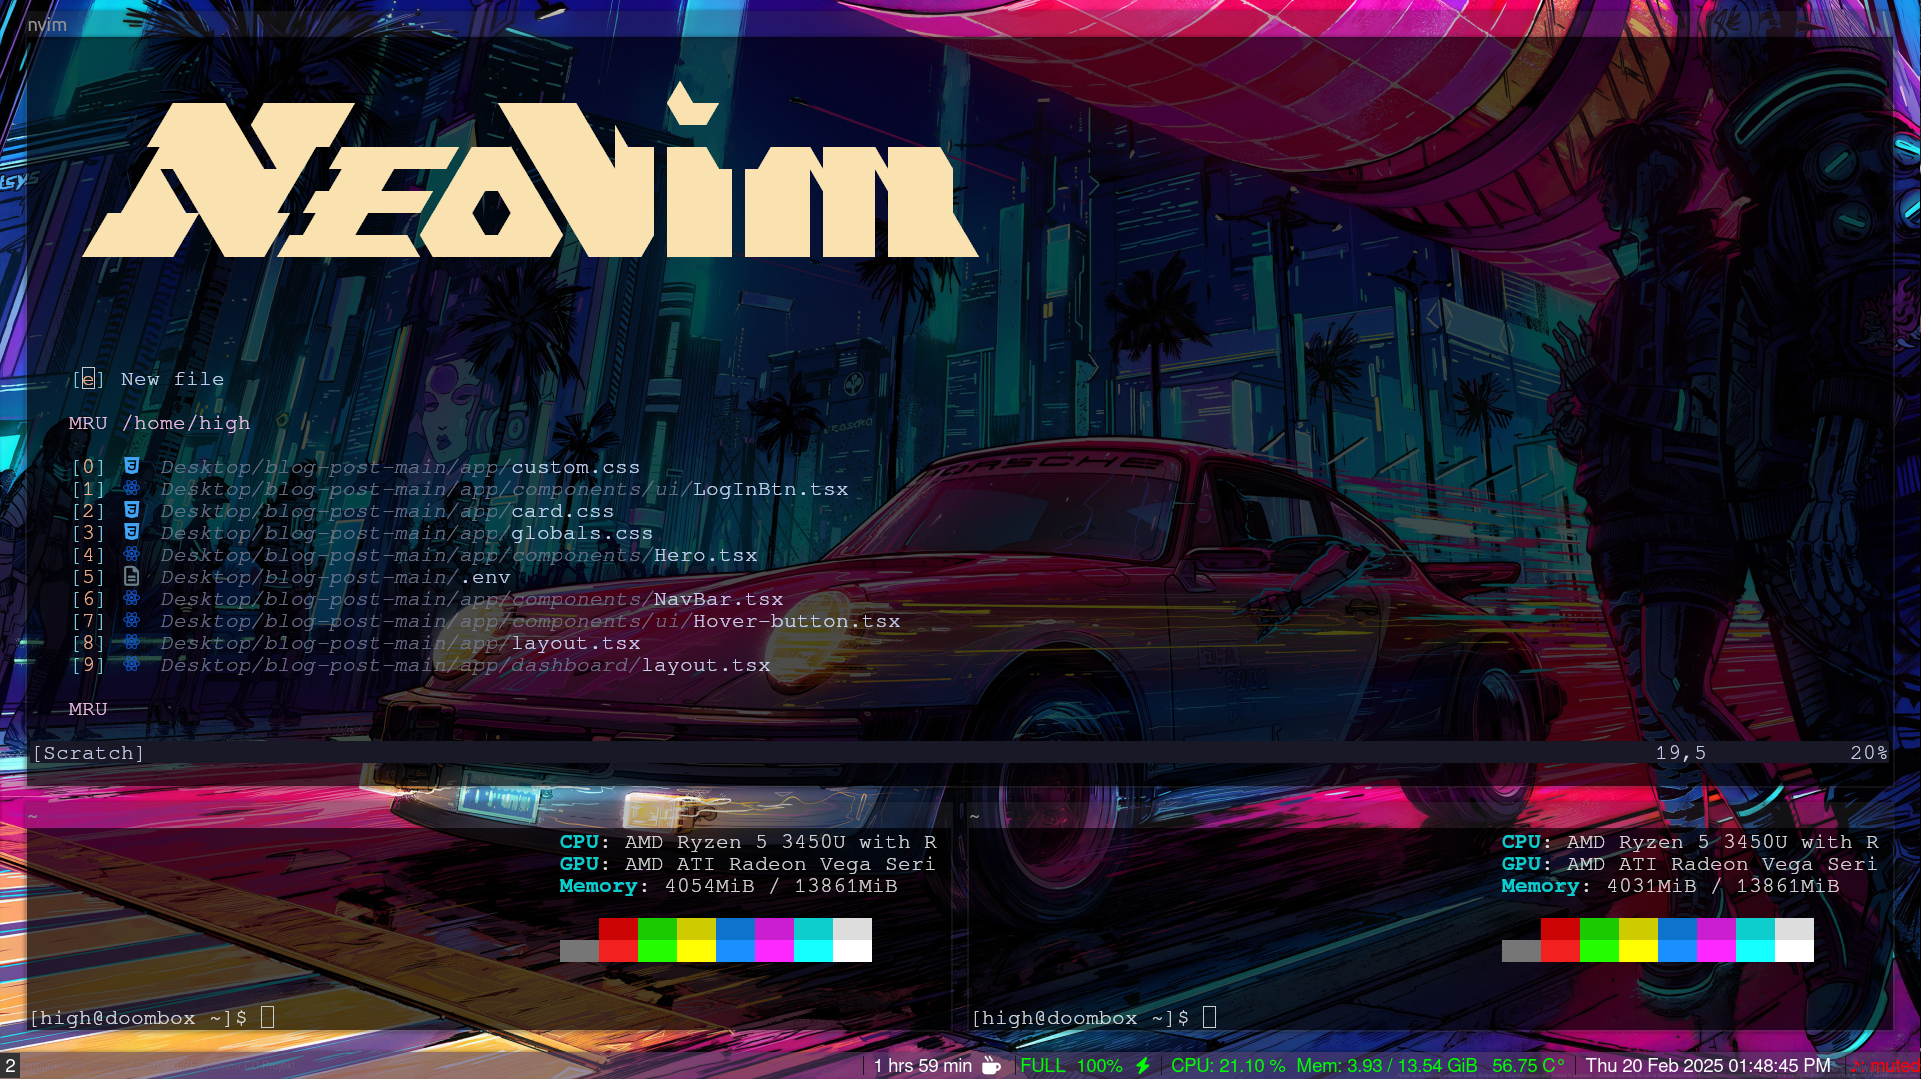 nvim
NEOVIM
[e] New file
MRU /home/high
[0] Desktop/blog-post-main/app/custom.css
[1] Desktop/blog-post-main/app/components/ui/LogInBtn.tsx
[2] Desktop/blog-post-main/app/card.css
[3] Desktop/blog-post-main/app/globals.css
[4] Desktop/blog-post-main/app/components/Hero.tsx
[5] Desktop/blog-post-main/.env
[6] Desktop/blog-post-main/app/components/NavBar.tsx
[7] Desktop/blog-post-main/app/components/ui/Hover-button.tsx
[8] Desktop/blog-post-main/app/layout.tsx
[9] Desktop/blog-post-main/app/dashboard/layout.tsx
MRU
[Scratch] 19,5 20%
PORSCHE
~
CPU: AMD Ryzen 5 3450U with R
GPU: AMD ATI Radeon Vega Seri
Memory: 4054MiB / 13861MiB
[high@doombox ~]$
~
CPU: AMD Ryzen 5 3450U with R
GPU: AMD ATI Radeon Vega Seri
Memory: 4031MiB / 13861MiB
[high@doombox ~]$
2
1 hrs 59 min FULL 100% CPU: 21.10 % Mem: 3.93 / 13.54 GiB 56.75 C° Thu 20 Feb 2025 01:48:45 PM muted